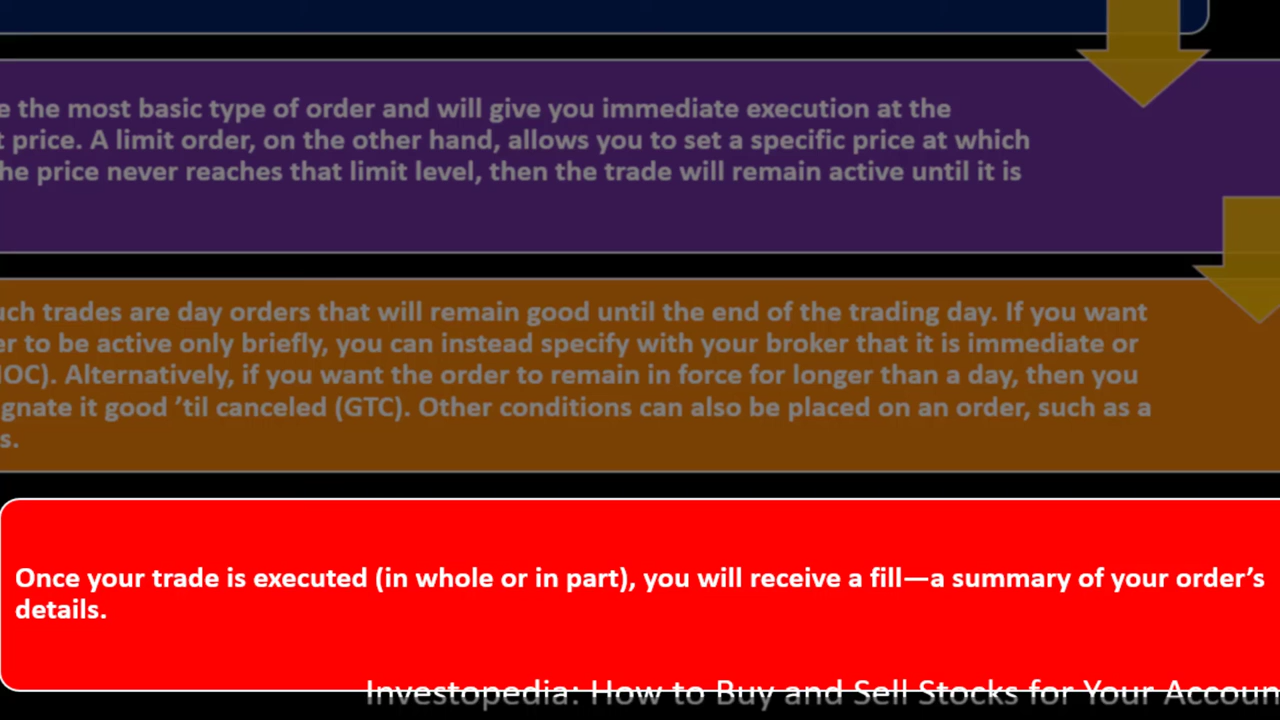 e the most basic type of order and will give you immediate execution at the
t price. A limit order, on the other hand, allows you to set a specific price at which
he price never reaches that limit level, then the trade will remain active until it is
uch trades are day orders that will remain good until the end of the trading day. If you want
er to be active only briefly, you can instead specify with your broker that it is immediate or
IOC). Alternatively, if you want the order to remain in force for longer than a day, then you
gnate it good ’til canceled (GTC). Other conditions can also be placed on an order, such as a
s.
Once your trade is executed (in whole or in part), you will receive a fill—a summary of your order’s
details.
Investopedia: How to Buy and Sell Stocks for Your Accoun